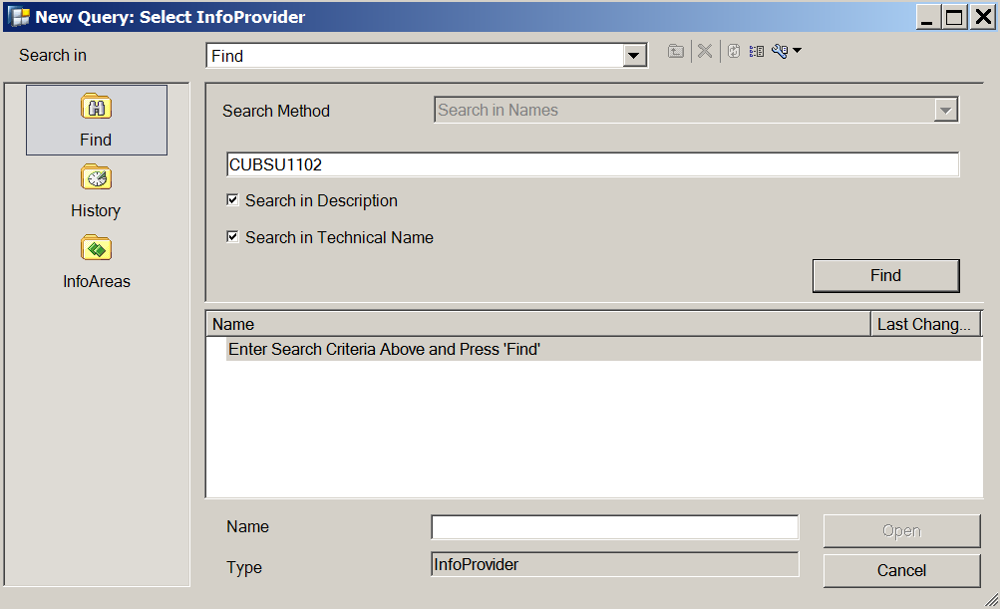 New Query: Select InfoProvider
Search in
Find
Find
History
InfoAreas
Search Method
Search in Names
CUBSU1102
Search in Description
Search in Technical Name
Find
Name
Last Chang...
Enter Search Criteria Above and Press 'Find'
Name
Open
Type
InfoProvider
Cancel